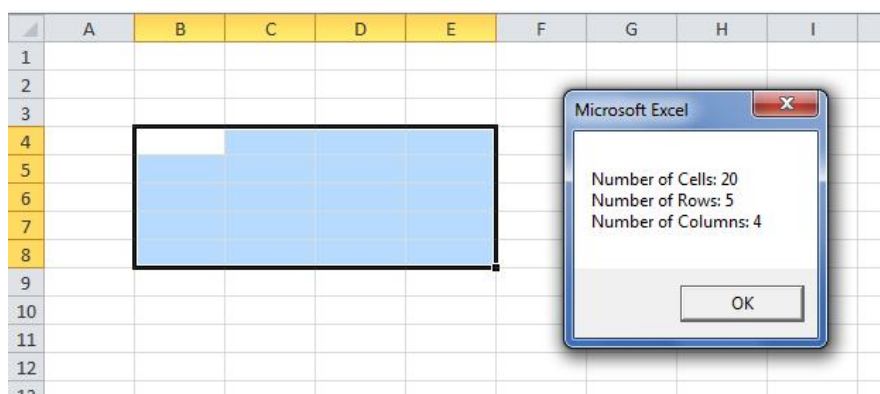 A B C D E F G H I
1
2
3
Microsoft Excel
4
5
Number of Cells: 20
6
Number of Rows: 5
7
Number of Columns: 4
8
9
10
OK
11
12